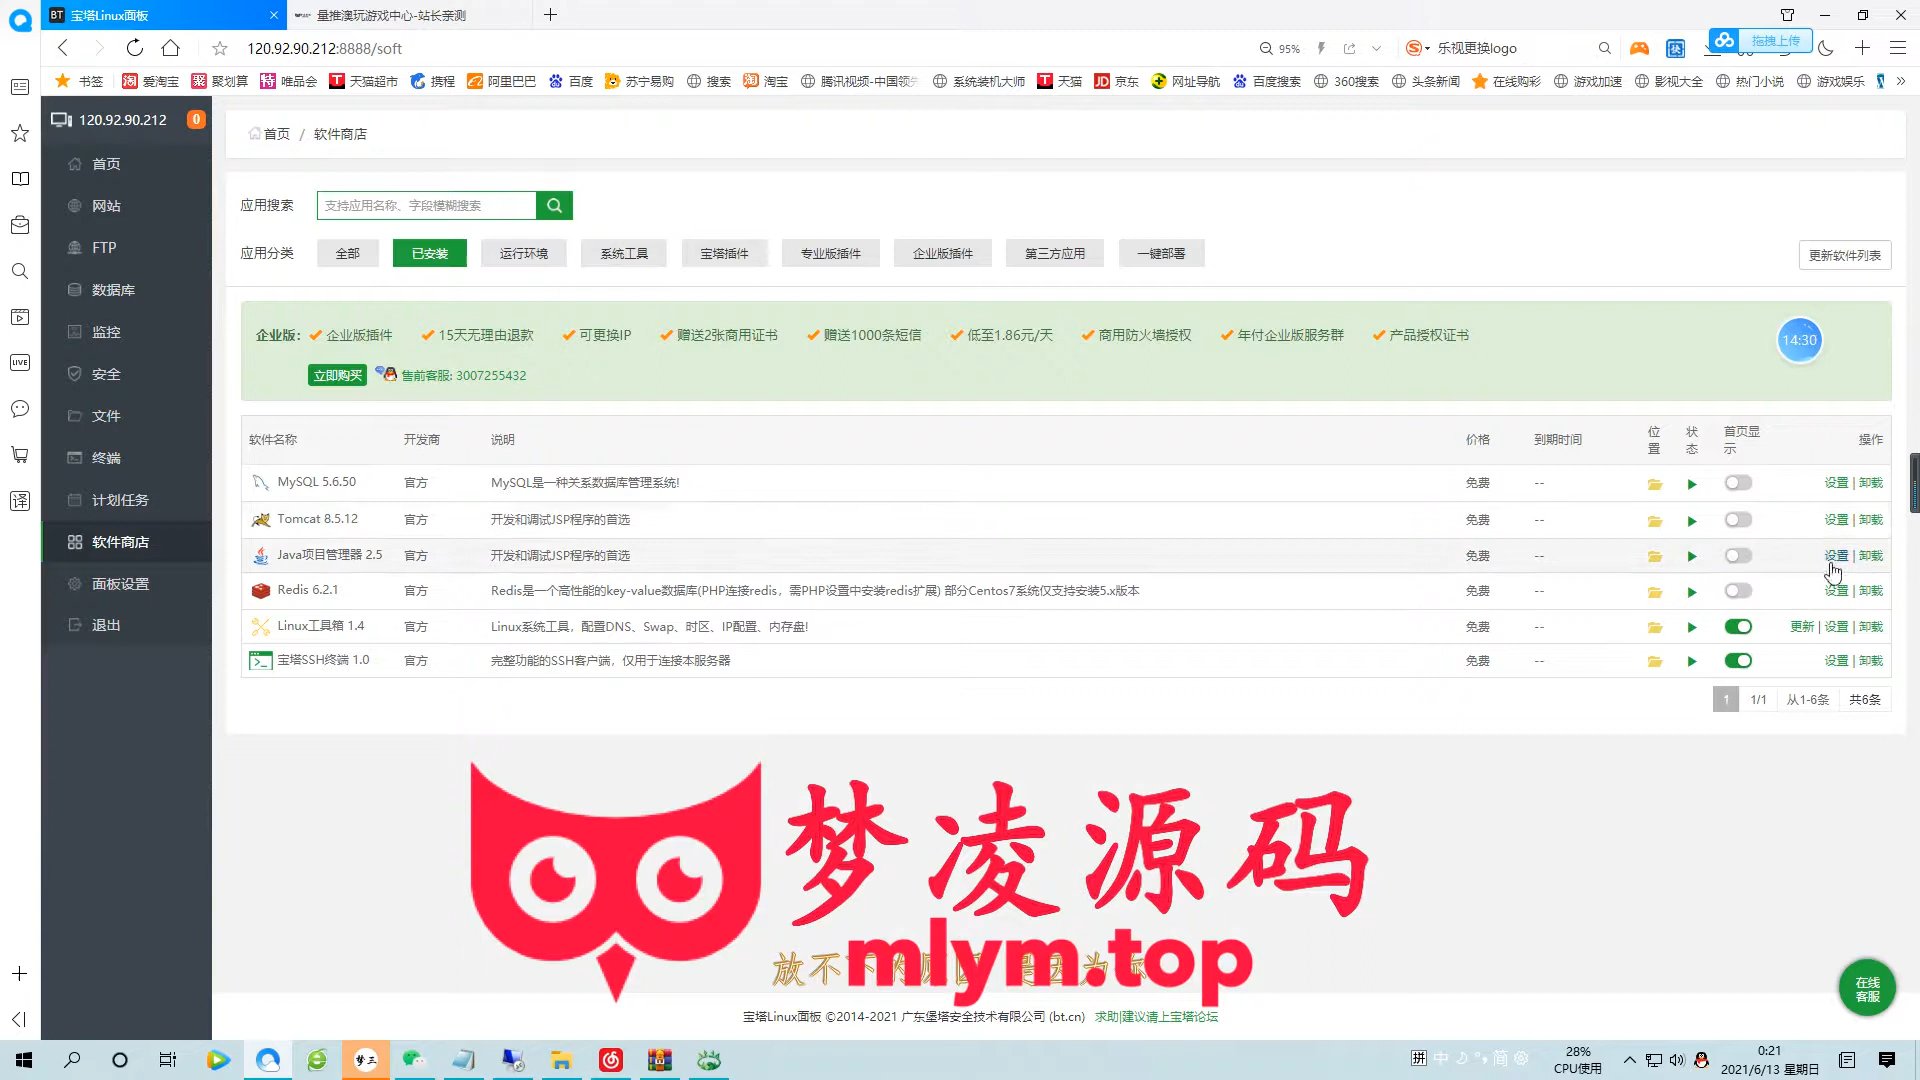 宝塔Linux面板
量推澳玩游戏中心-站长亲测
120.92.90.212:8888/soft
95%
乐视更换logo
拖拽上传
书签 爱淘宝 聚划算 唯品会 天猫超市 携程 阿里巴巴 百度 苏宁易购 搜索 淘宝 腾讯视频-中国领先 系统装机大师 天猫 京东 网址导航 百度搜索 360搜索 头条新闻 在线购彩 游戏加速 影视大全 热门小说 游戏娱乐
120.92.90.212 0
首页
网站
FTP
数据库
监控
安全
文件
终端
计划任务
软件商店
面板设置
退出
首页 / 软件商店
应用搜索 支持应用名称、字段模糊搜索
应用分类 全部 已安装 运行环境 系统工具 宝塔插件 专业版插件 企业版插件 第三方应用 一键部署 更新软件列表
企业版: 企业版插件 15天无理由退款 可更换IP 赠送2张商用证书 赠送1000条短信 低至1.86元/天 商用防火墙授权 年付企业版服务群 产品授权证书
14:30
立即购买 售前客服: 3007255432
软件名称 开发商 说明 价格 到期时间 位置 状态 首页显示 操作
MySQL 5.6.50 官方 MySQL是一种关系数据库管理系统! 免费 -- 设置 | 卸载
Tomcat 8.5.12 官方 开发和调试JSP程序的首选 免费 -- 设置 | 卸载
Java项目管理器 2.5 官方 开发和调试JSP程序的首选 免费 -- 设置 | 卸载
Redis 6.2.1 官方 Redis是一个高性能的key-value数据库(PHP连接redis，需PHP设置中安装redis扩展) 部分Centos7系统仅支持安装5.x版本 免费 -- 设置 | 卸载
Linux工具箱 1.4 官方 Linux系统工具，配置DNS、Swap、时区、IP配置、内存盘! 免费 -- 更新 | 设置 | 卸载
宝塔SSH终端 1.0 官方 完整功能的SSH客户端，仅用于连接本服务器 免费 -- 设置 | 卸载
1 1/1 从1-6条 共6条
梦凌源码
mlym.top
放不
在线客服
宝塔Linux面板 ©2014-2021 广东堡塔安全技术有限公司 (bt.cn) 求助|建议请上宝塔论坛
28%
CPU使用
0:21
2021/6/13 星期日